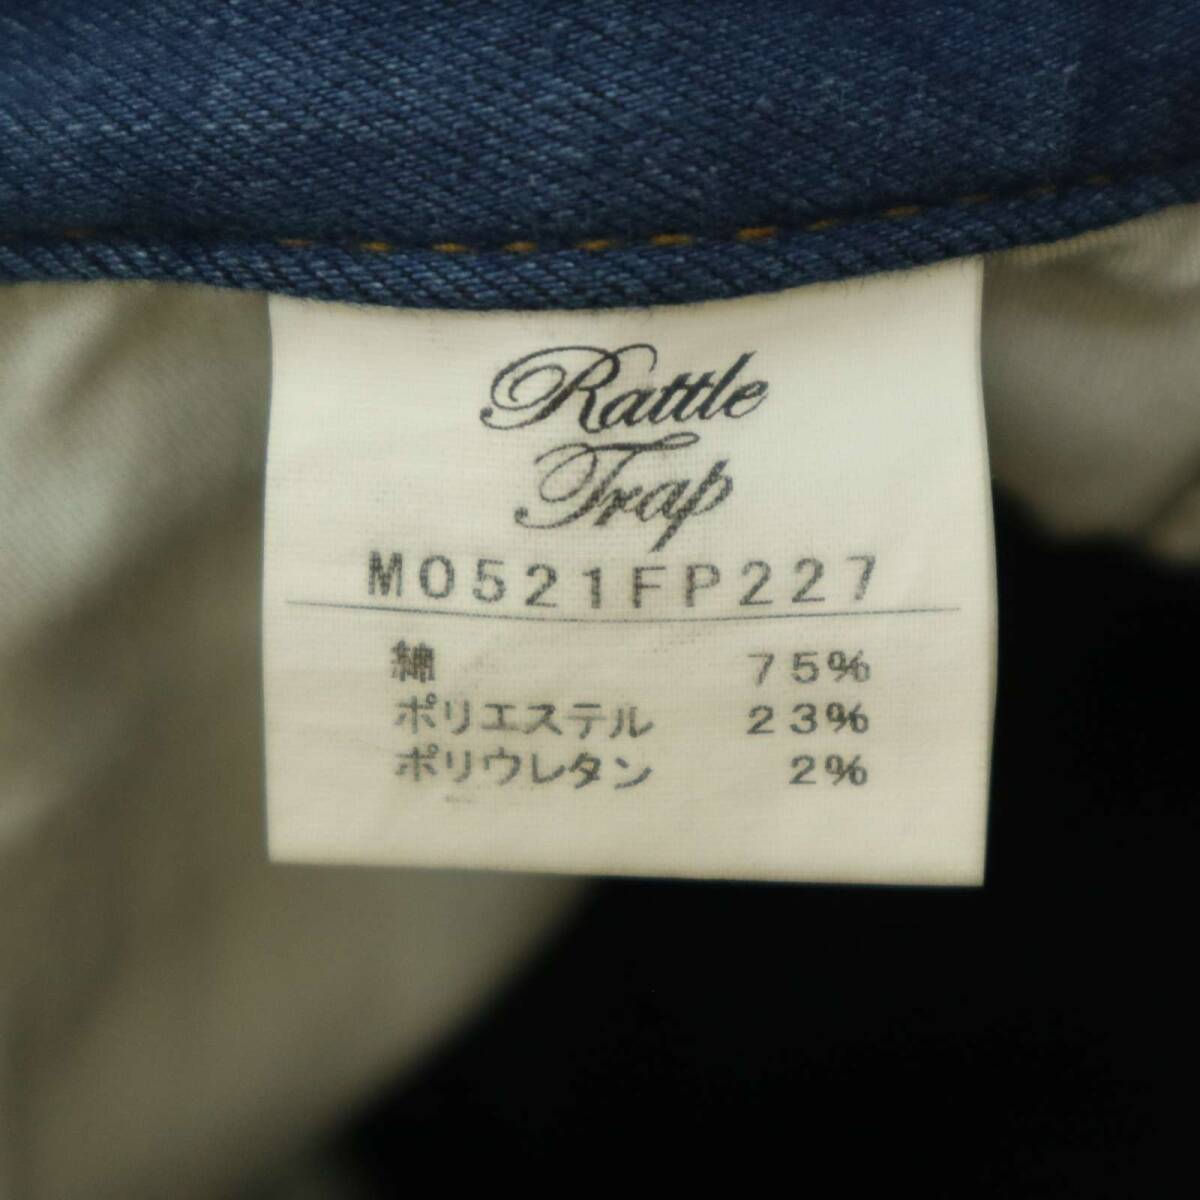 Rattle
Trap
M0521FP227
綿 75%
ポリエステル 23%
ポリウレタン 2%